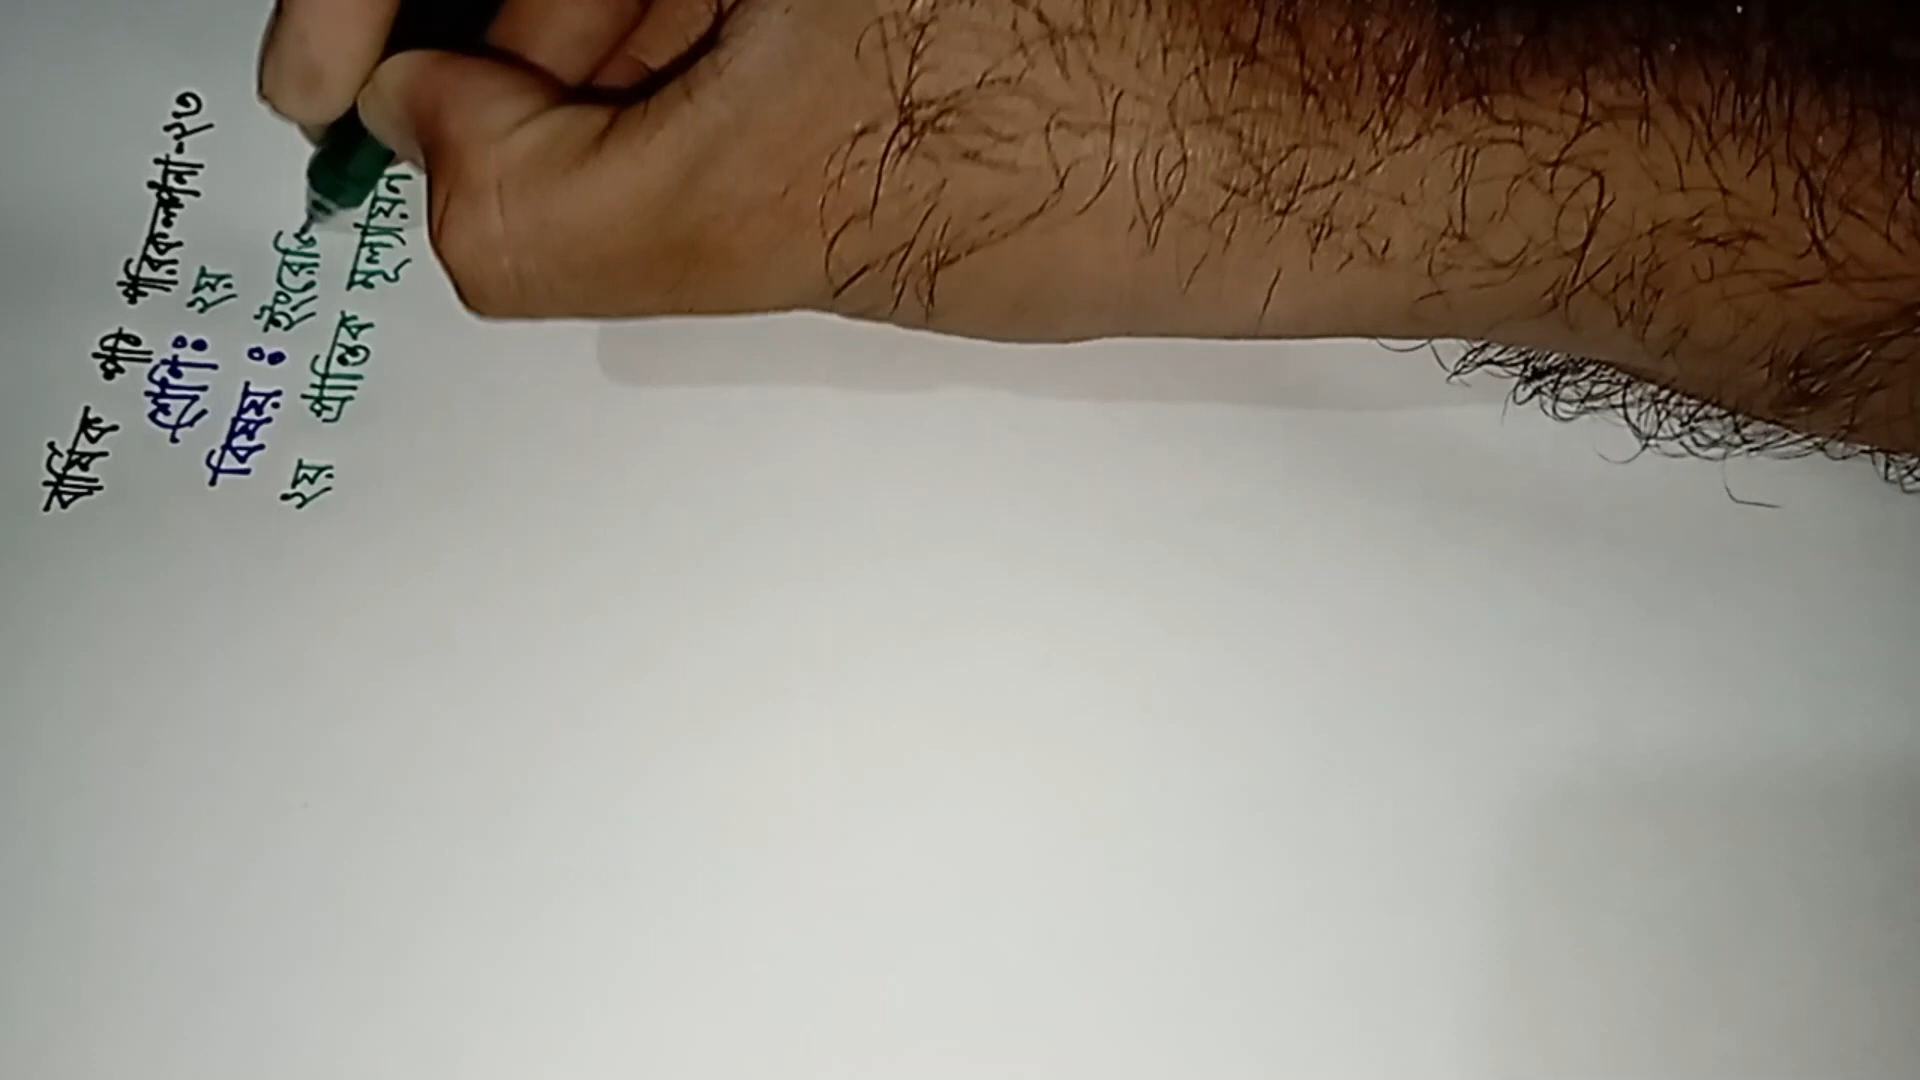 বার্ষিক পাঠ পরিকল্পনা-২৩
শ্রেণি: ২য়
বিষয় : ইংরেজি
২য় প্রান্তিক মূল্যায়ন